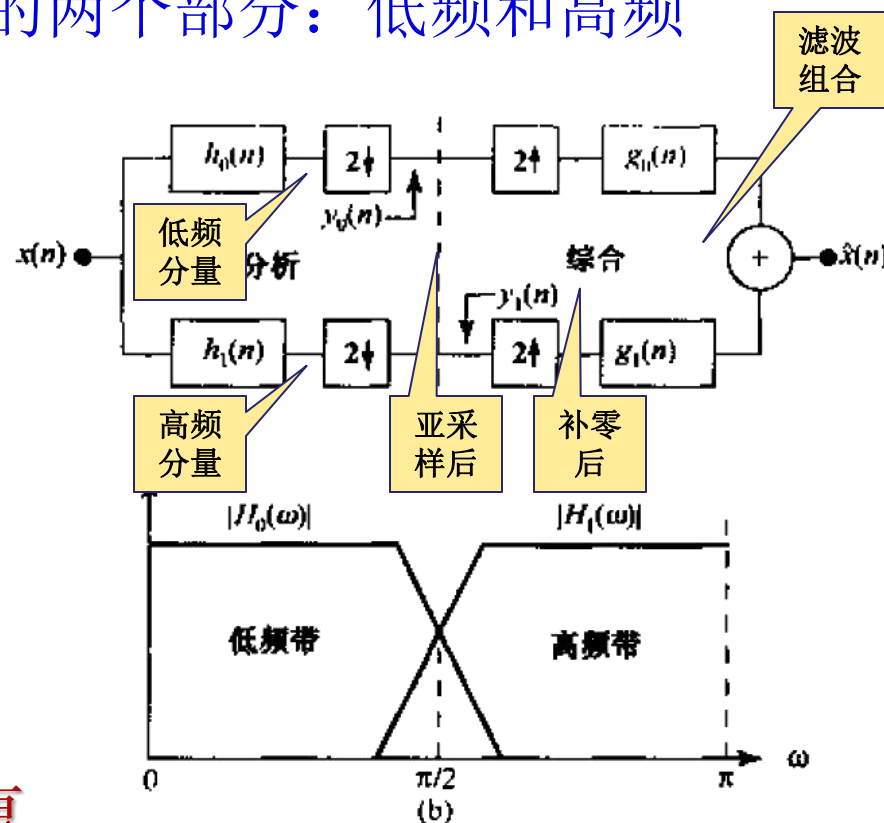 的两个部分：低频和高频
滤波
组合
h₀(n)
2↓
2↑
g₀(n)
y₀(n)
低频
分量
x(n)
分析
综合
+
x̂(n)
y₁(n)
h₁(n)
2↓
2↑
g₁(n)
高频
分量
亚采
样后
补零
后
|H₀(ω)|
|H₁(ω)|
低频带
高频带
0
π/2
π
ω
(b)